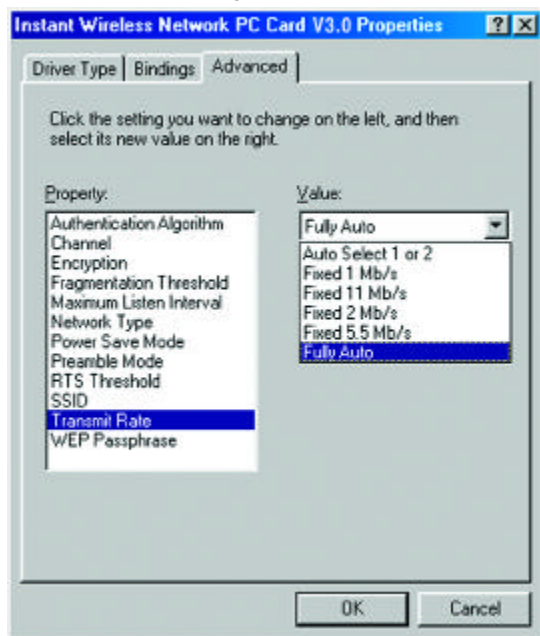 Instant Wireless Network PC Card V3.0 Properties
Driver Type Bindings Advanced
Click the setting you want to change on the left, and then
select its new value on the right.
Property:
Authentication Algorithm
Channel
Encryption
Fragmentation Threshold
Maximum Listen Interval
Network Type
Power Save Mode
Preamble Mode
RTS Threshold
SSID
Transmit Rate
WEP Passphrase
Value:
Fully Auto
Auto Select 1 or 2
Fixed 1 Mb/s
Fixed 11 Mb/s
Fixed 2 Mb/s
Fixed 5.5 Mb/s
Fully Auto
OK Cancel